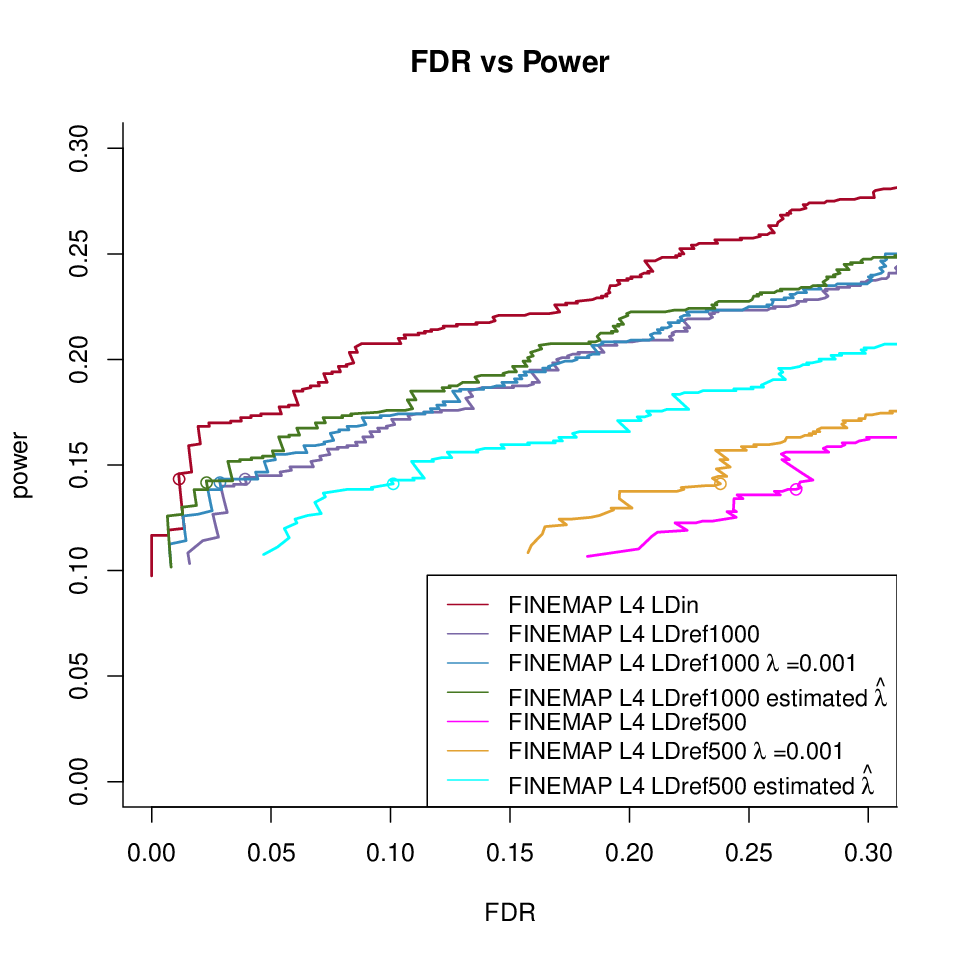 FDR vs Power
power
0.30
0.25
0.20
0.15
0.10
0.05
0.00
FINEMAP L4 LDin
FINEMAP L4 LDref1000
FINEMAP L4 LDref1000 λ =0.001
FINEMAP L4 LDref1000 estimated λ̂
FINEMAP L4 LDref500
FINEMAP L4 LDref500 λ =0.001
FINEMAP L4 LDref500 estimated λ̂
0.00 0.05 0.10 0.15 0.20 0.25 0.30
FDR